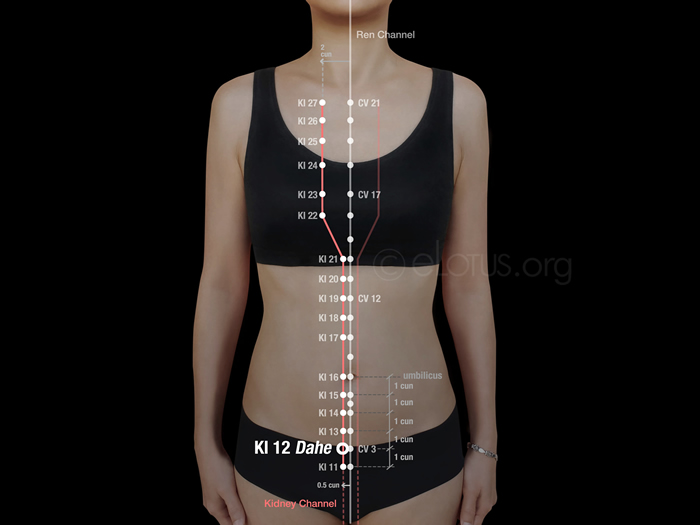 Ren Channel
2
cun
KI 27
CV 21
KI 26
KI 25
KI 24
KI 23
CV 17
KI 22
KI 21
© eLotus.org
KI 20
KI 19
CV 12
KI 18
KI 17
KI 16
umbilicus
1 cun
KI 15
1 cun
KI 14
KI 13
1 cun
KI 12 Dahe
CV 3
1 cun
KI 11
0.5 cun
Kidney Channel